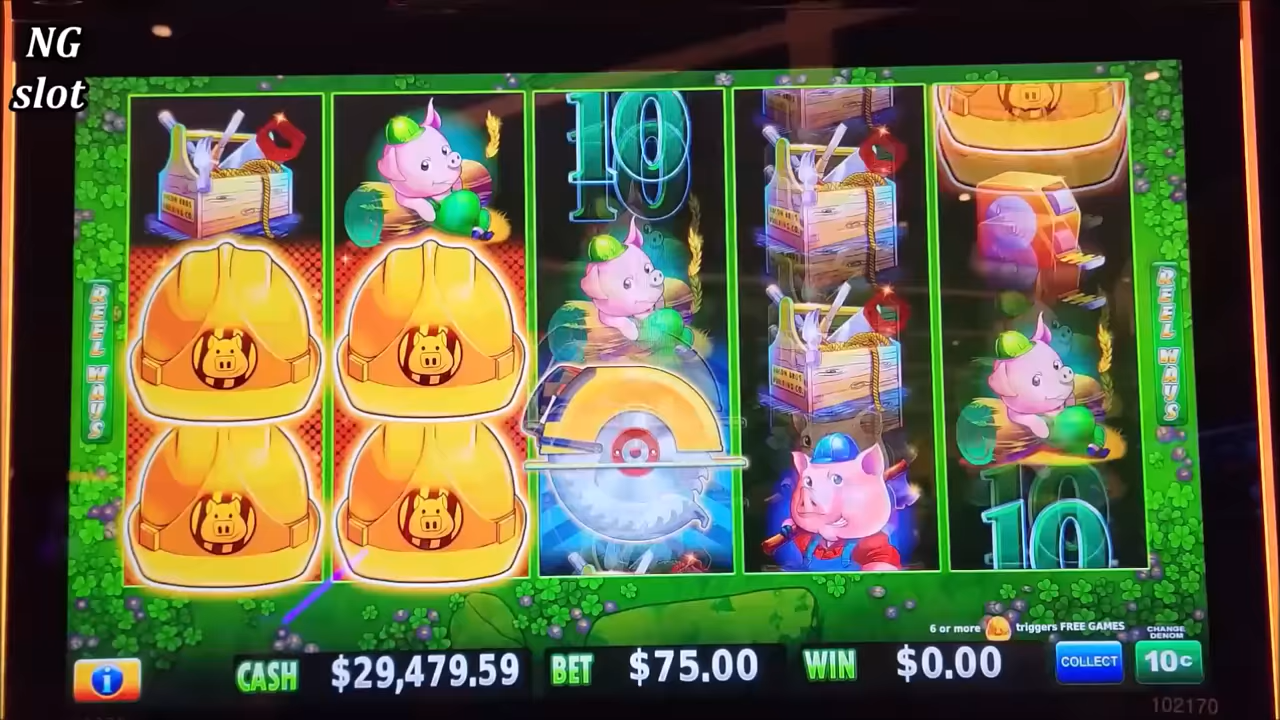 NG
slot
10
REEL WAYS
REEL WAYS
10
6 or more triggers FREE GAMES
CHANGE
DENOM
CASH $29,479.59 BET $75.00 WIN $0.00
COLLECT
10¢
102170